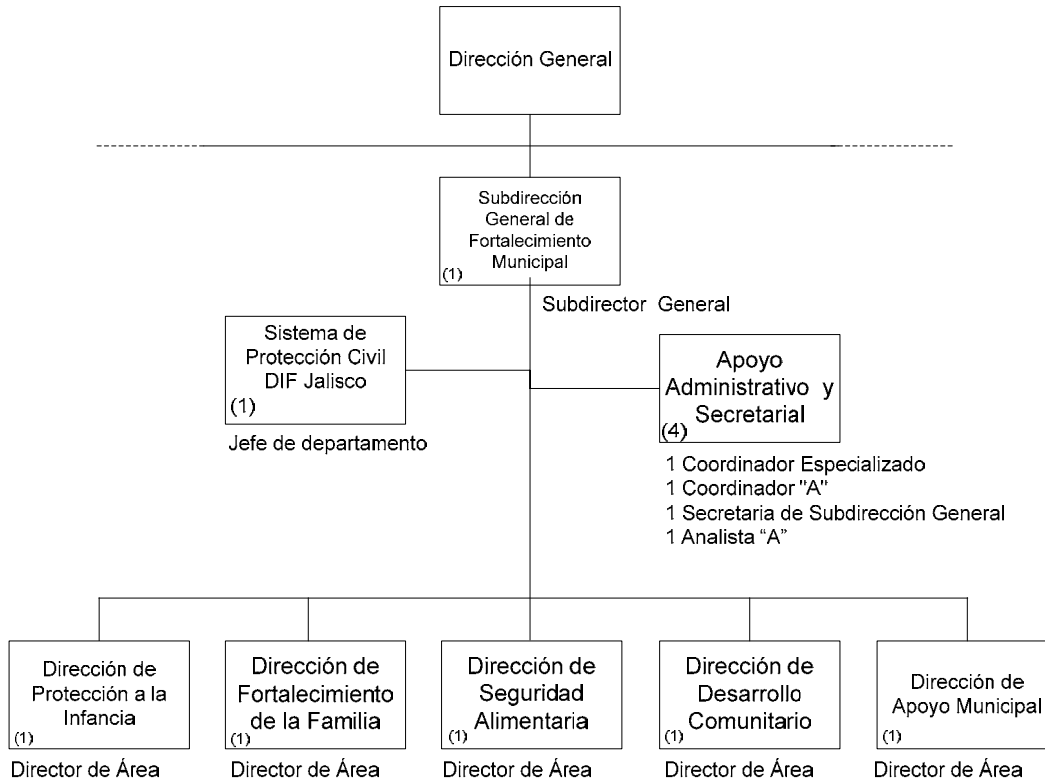 Dirección General
Subdirección
General de
Fortalecimiento
Municipal
(1)
Subdirector General
Sistema de
Protección Civil
DIF Jalisco
(1)
Jefe de departamento
Apoyo
Administrativo y
Secretarial
(4)
1 Coordinador Especializado
1 Coordinador "A"
1 Secretaria de Subdirección General
1 Analista “A”
Dirección de
Protección a la
Infancia
(1)
Director de Área
Dirección de
Fortalecimiento
de la Familia
(1)
Director de Área
Dirección de
Seguridad
Alimentaria
(1)
Director de Área
Dirección de
Desarrollo
Comunitario
(1)
Director de Área
Dirección de
Apoyo Municipal
(1)
Director de Área